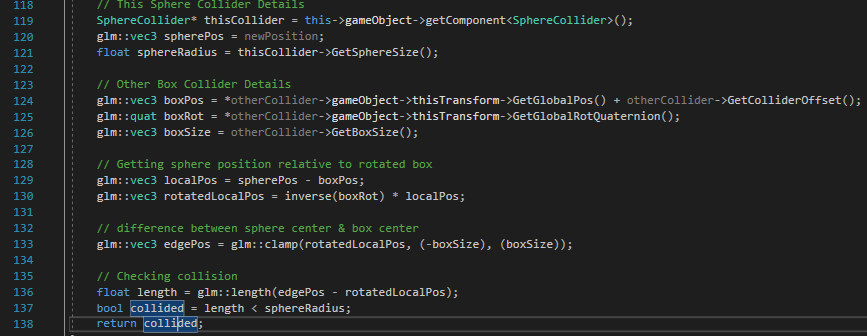 118 // This Sphere Collider Details
119 SphereCollider* thisCollider = this->gameObject->getComponent<SphereCollider>();
120 glm::vec3 spherePos = newPosition;
121 float sphereRadius = thisCollider->GetSphereSize();
122
123 // Other Box Collider Details
124 glm::vec3 boxPos = *otherCollider->gameObject->thisTransform->GetGlobalPos() + otherCollider->GetColliderOffset();
125 glm::quat boxRot = *otherCollider->gameObject->thisTransform->GetGlobalRotQuaternion();
126 glm::vec3 boxSize = otherCollider->GetBoxSize();
127
128 // Getting sphere position relative to rotated box
129 glm::vec3 localPos = spherePos - boxPos;
130 glm::vec3 rotatedLocalPos = inverse(boxRot) * localPos;
131
132 // difference between sphere center & box center
133 glm::vec3 edgePos = glm::clamp(rotatedLocalPos, (-boxSize), (boxSize));
134
135 // Checking collision
136 float length = glm::length(edgePos - rotatedLocalPos);
137 bool collided = length < sphereRadius;
138 return collided;